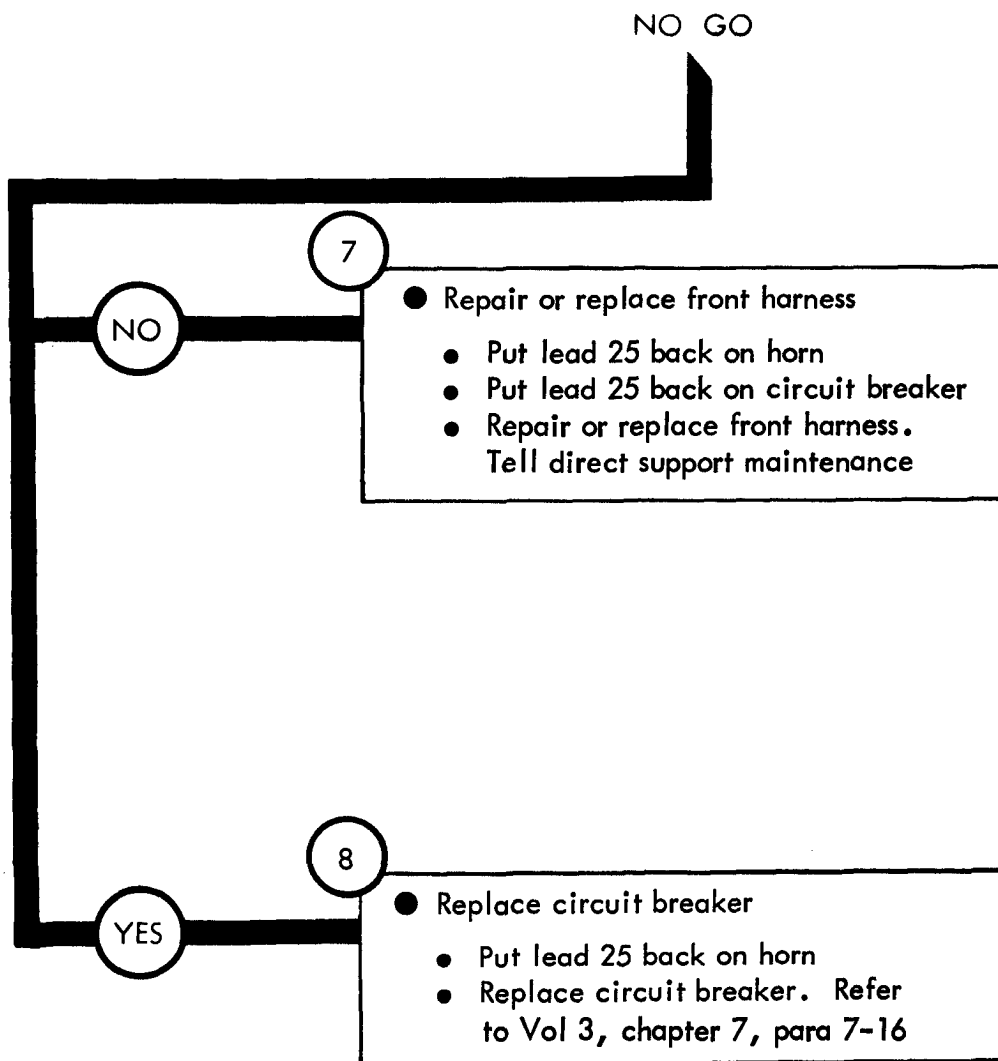 NO GO
7
● Repair or replace front harness
NO
● Put lead 25 back on horn
● Put lead 25 back on circuit breaker
● Repair or replace front harness.
Tell direct support maintenance
8
● Replace circuit breaker
YES
● Put lead 25 back on horn
● Replace circuit breaker. Refer
to Vol 3, chapter 7, para 7-16